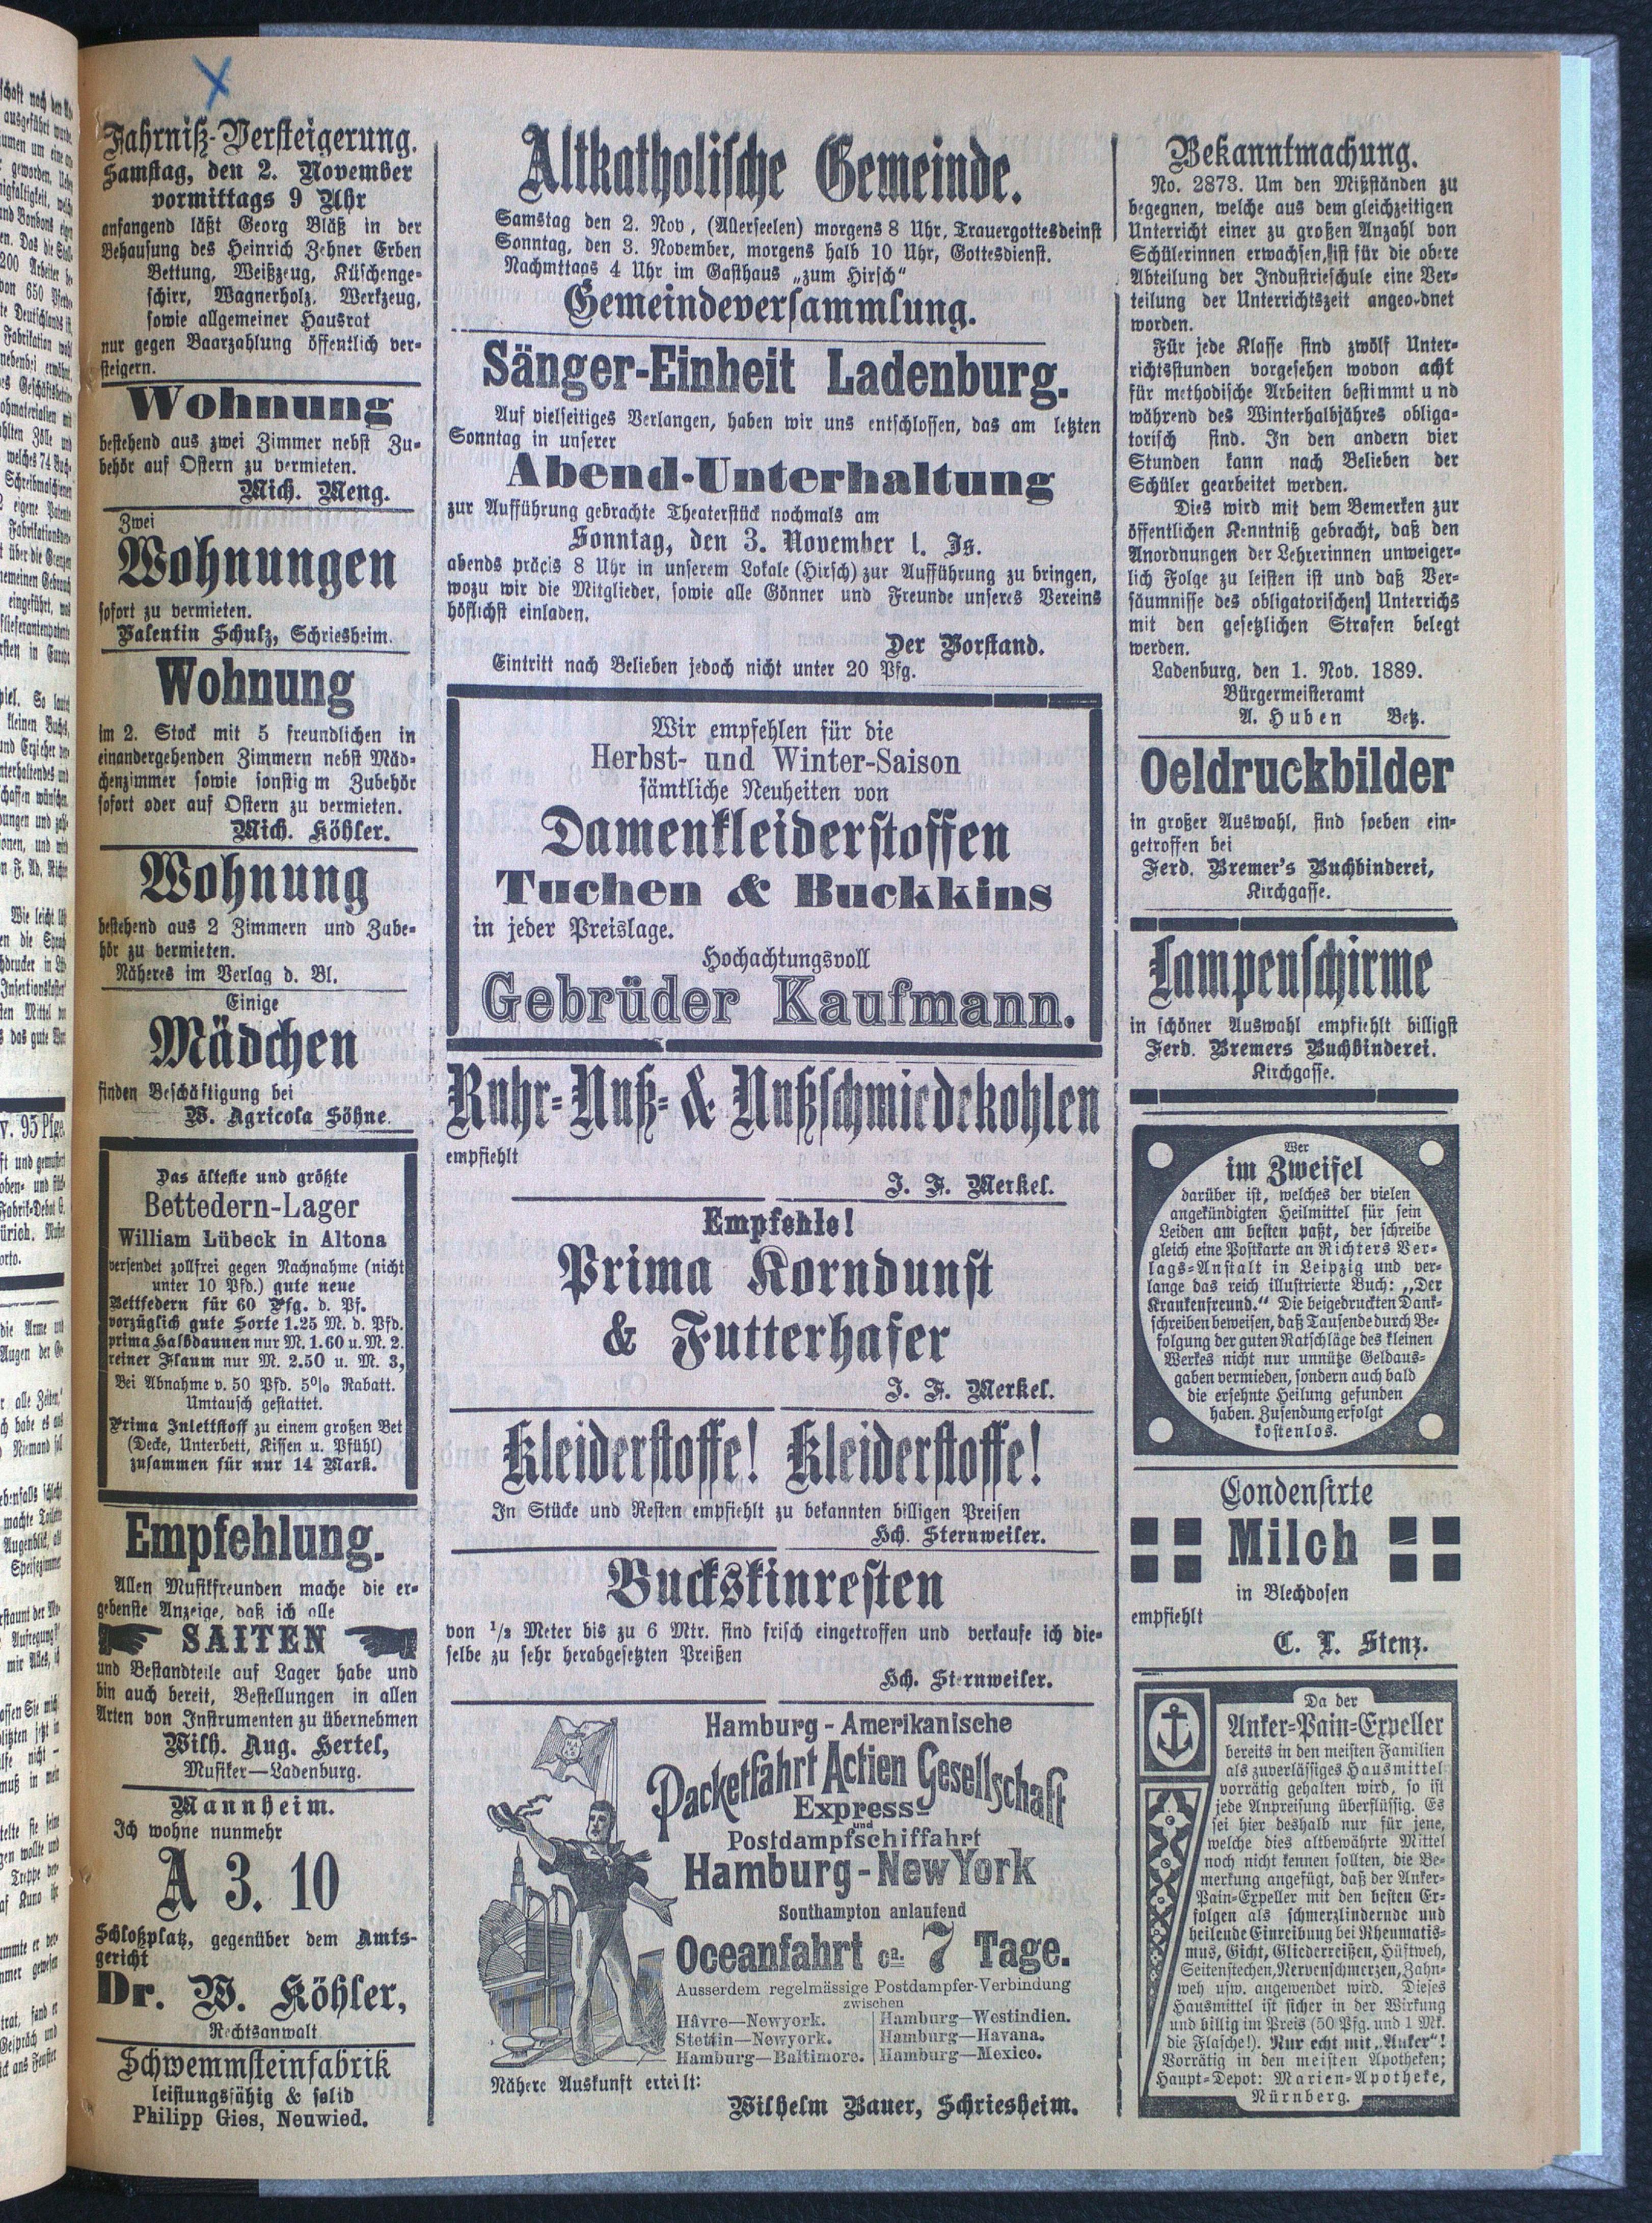 Fahrniß-Versteigerung.
Samstag, den 2. November
vormittags 9 Uhr
anfangend läßt Georg Bläß in der
Behausung des Heinrich Zehner Erben
Bettung, Weißzeug, Küschenge-
schirr, Wagnerholz, Werkzeug,
sowie allgemeiner Hausrat
nur gegen Baarzahlung öffentlich ver-
steigern.
Wohnung
bestehend aus zwei Zimmer nebst Zu-
behör auf Ostern zu vermieten.
Mich. Meng.
Zwei
Wohnungen
sofort zu vermieten.
Valentin Schulz, Schriesheim.
Wohnung
im 2. Stock mit 5 freundlichen in
einandergehenden Zimmern nebst Mäd-
chenzimmer sowie sonstig m Zubehör
sofort oder auf Ostern zu vermieten.
Mich. Köhler.
Wohnung
bestehend aus 2 Zimmern und Zube-
hör zu vermieten.
Näheres im Verlag d. Bl.
Einige
Mädchen
finden Beschäftigung bei
W. Agricola Söhne.
Das älteste und größte
Bettedern-Lager
William Lübeck in Altona
versendet zollfrei gegen Nachnahme (nicht
unter 10 Pfd.) gute neue
Bettfedern für 60 Pfg. d. Pf.
vorzüglich gute Sorte 1.25 M. d. Pfd.
prima Halbdaunen nur M. 1.60 u. M. 2.
reiner Flaum nur M. 2.50 u. M. 3,
Bei Abnahme v. 50 Pfd. 5% Rabatt.
Umtausch gestattet.
Prima Inlettstoff zu einem großen Bet
(Decke, Unterbett, Kissen u. Pfühl)
zusammen für nur 14 Mark.
Empfehlung.
Allen Musikfreunden mache die er-
gebenste Anzeige, daß ich alle
SAITEN
und Bestandteile auf Lager habe und
bin auch bereit, Bestellungen in allen
Arten von Instrumenten zu übernehmen
Wilh. Aug. Hertel,
Musiker—Ladenburg.
Mannheim.
Ich wohne nunmehr
A 3. 10
Schloßplatz, gegenüber dem Amts-
gericht
Dr. W. Köhler,
Rechtsanwalt
Schwemmsteinfabrik
leistungsfähig & solid
Philipp Gies, Neuwied.
Altkatholische Gemeinde.
Samstag den 2. Nov, (Allerseelen) morgens 8 Uhr, Trauergottesdeinst
Sonntag, den 3. November, morgens halb 10 Uhr, Gottesdienst.
Nachmttags 4 Uhr im Gasthaus „zum Hirsch"
Gemeindeversammlung.
Sänger-Einheit Ladenburg.
Auf vielseitiges Verlangen, haben wir uns entschlossen, das am letzten
Sonntag in unserer
Abend-Unterhaltung
zur Aufführung gebrachte Theaterstück nochmals am
Sonntag, den 3. November l. Js.
abends präcis 8 Uhr in unserem Lokale (Hirsch) zur Aufführung zu bringen,
wozu wir die Mitglieder, sowie alle Gönner und Freunde unseres Vereins
höflichst einladen.
Der Vorstand.
Eintritt nach Belieben jedoch nicht unter 20 Pfg.
Wir empfehlen für die
Herbst- und Winter-Saison
sämtliche Neuheiten von
Damenkleiderstoffen
Tuchen & Buckkins
in jeder Preislage.
Hochachtungsvoll
Gebrüder Kaufmann.
Ruhr-Nuß- & Nußschmiedekohlen
empfiehlt
J. F. Merkel.
Empfehle!
Prima Korndunst
& Futterhafer
J. F. Merkel.
Kleiderstoffe! Kleiderstoffe!
In Stücke und Resten empfiehlt zu bekannten billigen Preisen
Hch. Sternweiler.
Buckskinresten
von 1/2 Meter bis zu 6 Mtr. sind frisch eingetroffen und verkaufe ich die-
selbe zu sehr herabgesetzten Preißen
Hch. Sternweiler.
Hamburg-Amerikanische
Packetfahrt Actien Gesellschaft
Express-
und
Postdampfschiffahrt
Hamburg-New York
Southampton anlaufend
Oceanfahrt ca. 7 Tage.
Ausserdem regelmässige Postdampfer-Verbindung
zwischen
Hâvre—Newyork.
Stettin—Newyork.
Hamburg—Baltimore.
Hamburg—Westindien.
Hamburg—Havana.
Hamburg—Mexico.
Nähere Auskunft erteilt:
Wilhelm Bauer, Schriesheim.
Bekanntmachung.
No. 2873. Um den Mißständen zu
begegnen, welche aus dem gleichzeitigen
Unterricht einer zu großen Anzahl von
Schülerinnen erwachsen, ist für die obere
Abteilung der Industrieschule eine Ver-
teilung der Unterrichtszeit angeordnet
worden.
Für jede Klasse sind zwölf Unter-
richtsstunden vorgesehen wovon acht
für methodische Arbeiten bestimmt und
während des Winterhalbjähres obliga-
torisch sind. In den andern vier
Stunden kann nach Belieben der
Schüler gearbeitet werden.
Dies wird mit dem Bemerken zur
öffentlichen Kenntniß gebracht, daß den
Anordnungen der Lehrerinnen unweiger-
lich Folge zu leisten ist und daß Ver-
säumnisse des obligatorischen Unterrichs
mit den gesetzlichen Strafen belegt
werden.
Ladenburg, den 1. Nov. 1889.
Bürgermeisteramt
A. Huben Betz.
Oeldruckbilder
in großer Auswahl, sind soeben ein-
getroffen bei
Ferd. Bremer's Buchbinderei,
Kirchgasse.
Lampenschirme
in schöner Auswahl empfiehlt billigst
Ferd. Bremers Buchbinderei.
Kirchgasse.
Wer
im Zweifel
darüber ist, welches der vielen
angekündigten Heilmittel für sein
Leiden am besten paßt, der schreibe
gleich eine Postkarte an Richters Ver-
lags-Anstalt in Leipzig und ver-
lange das reich illustrierte Buch: „Der
Krankenfreund." Die beigedruckten Dank-
schreiben beweisen, daß Tausende durch Be-
folgung der guten Ratschläge des kleinen
Werkes nicht nur unnütze Geldaus-
gaben vermieden, sondern auch bald
die ersehnte Heilung gefunden
haben. Zusendung erfolgt
kostenlos.
Condensirte
Milch
in Blechdosen
empfiehlt
C. L. Stenz.
Da der
Anker-Pain-Expeller
bereits in den meisten Familien
als zuverlässiges Hausmittel
vorrätig gehalten wird, so ist
jede Anpreisung überflüssig. Es
sei hier deshalb nur für jene,
welche dies altbewährte Mittel
noch nicht kennen sollten, die Be-
merkung angefügt, daß der Anker-
Pain-Expeller mit den besten Er-
folgen als schmerzlindernde und
heilende Einreibung bei Rheumatis-
mus, Gicht, Gliederreißen, Hüftweh,
Seitenstechen, Nervenschmerzen, Zahn-
weh usw. angewendet wird. Dieses
Hausmittel ist sicher in der Wirkung
und billig im Preis (50 Pfg. und 1 Mk.
die Flasche!). Nur echt mit „Anker"!
Vorrätig in den meisten Apotheken;
Haupt-Depot: Marien-Apotheke,
Nürnberg.